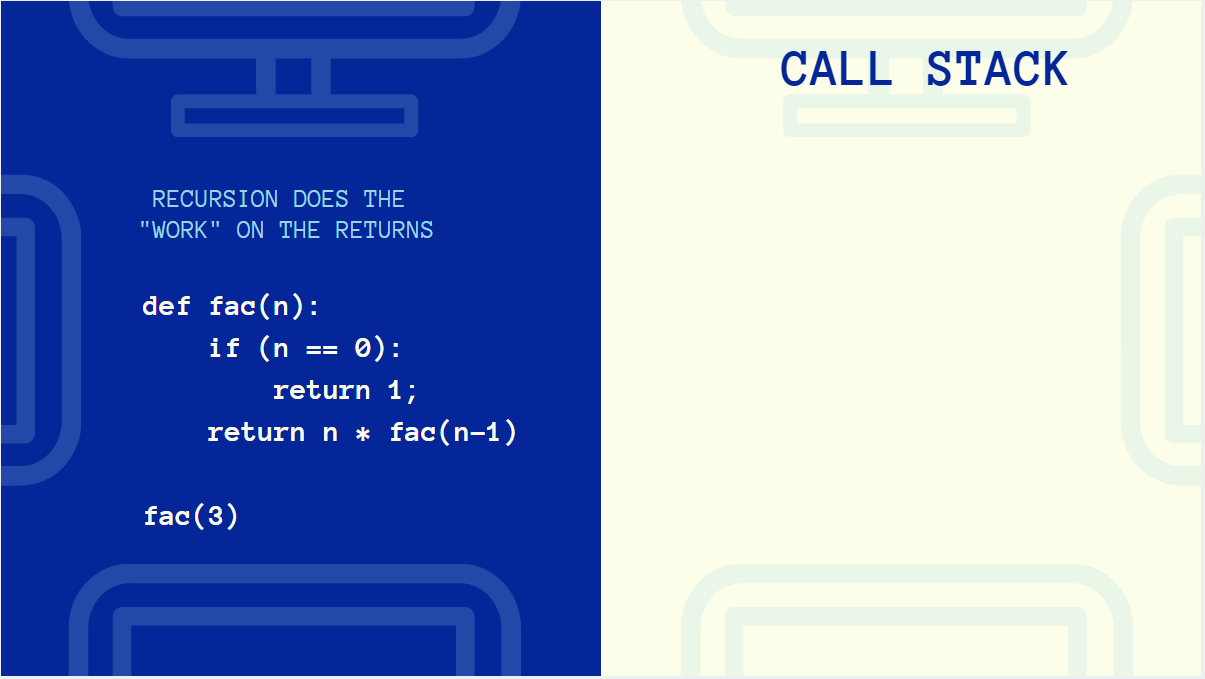 CALL STACK
RECURSION DOES THE
"WORK" ON THE RETURNS
def fac(n):
    if (n == 0):
        return 1;
    return n * fac(n-1)
fac(3)